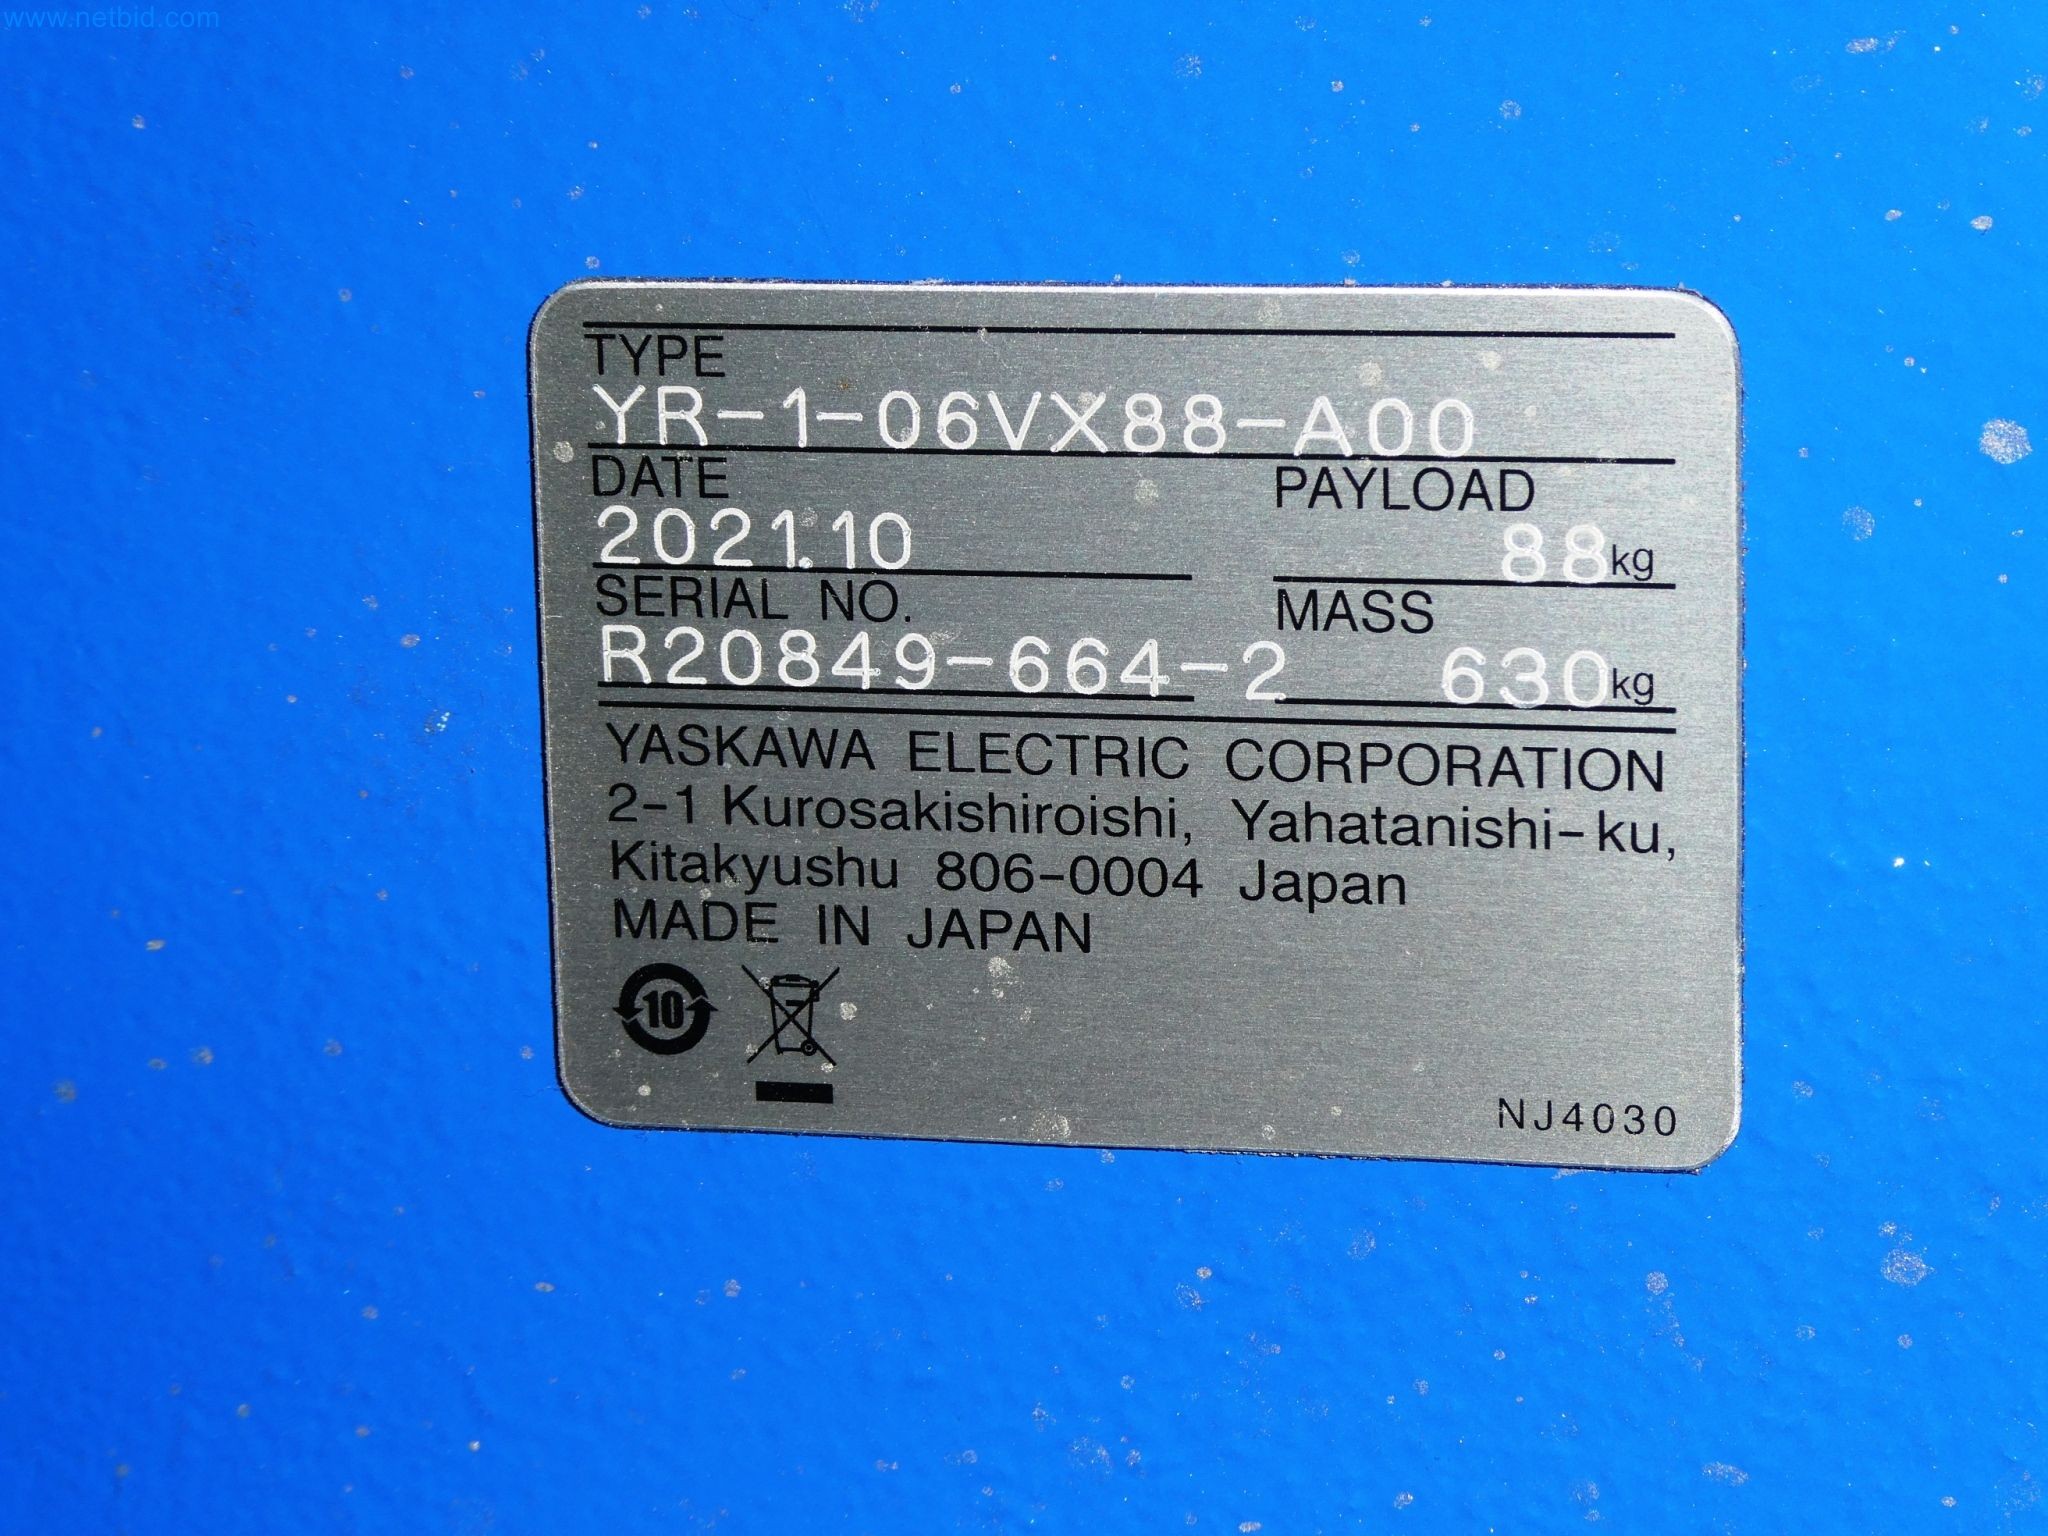 www.netbid.com
TYPE
YR-1-06VX88-A00
DATE PAYLOAD
2021.10 88kg
SERIAL NO. MASS
R20849-664-2 630kg
YASKAWA ELECTRIC CORPORATION
2-1 Kurosakishiroishi, Yahatanishi-ku,
Kitakyushu 806-0004 Japan
MADE IN JAPAN
10
NJ4030